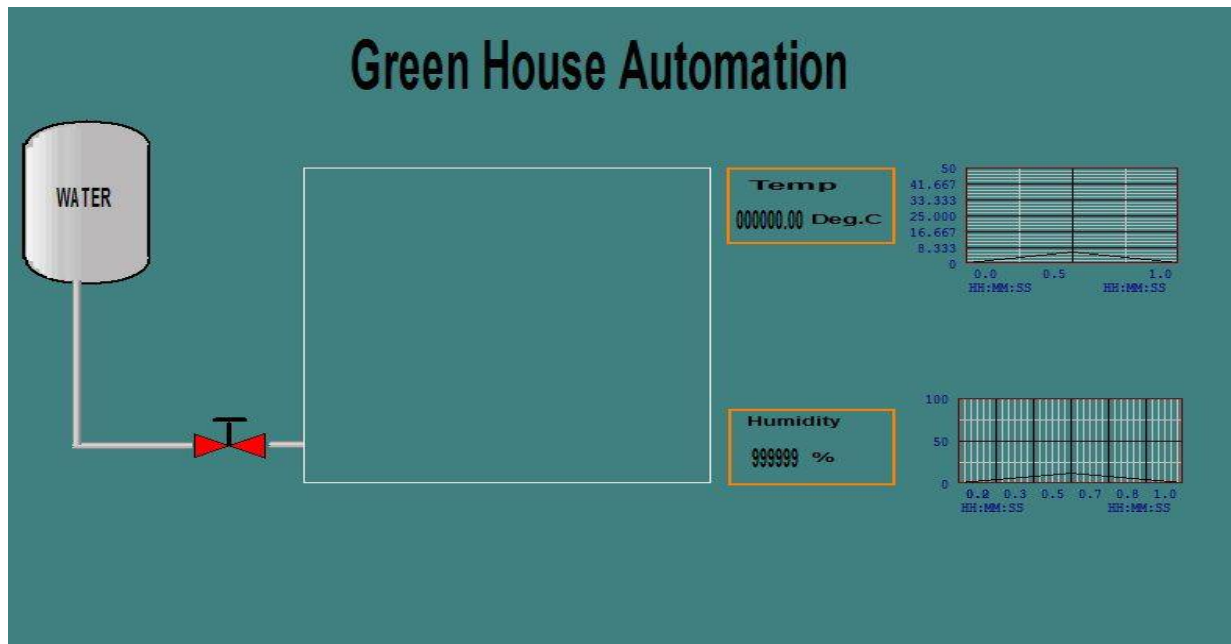 Green House Automation
WATER
Temp
000000.00 Deg.C
50
41.667
33.333
25.000
16.667
8.333
0
0.0 0.5 1.0
HH:MM:SS HH:MM:SS
Humidity
999999 %
100
50
0
0.3 0.5 0.7 0.8 1.0
HH:MM:SS HH:MM:SS